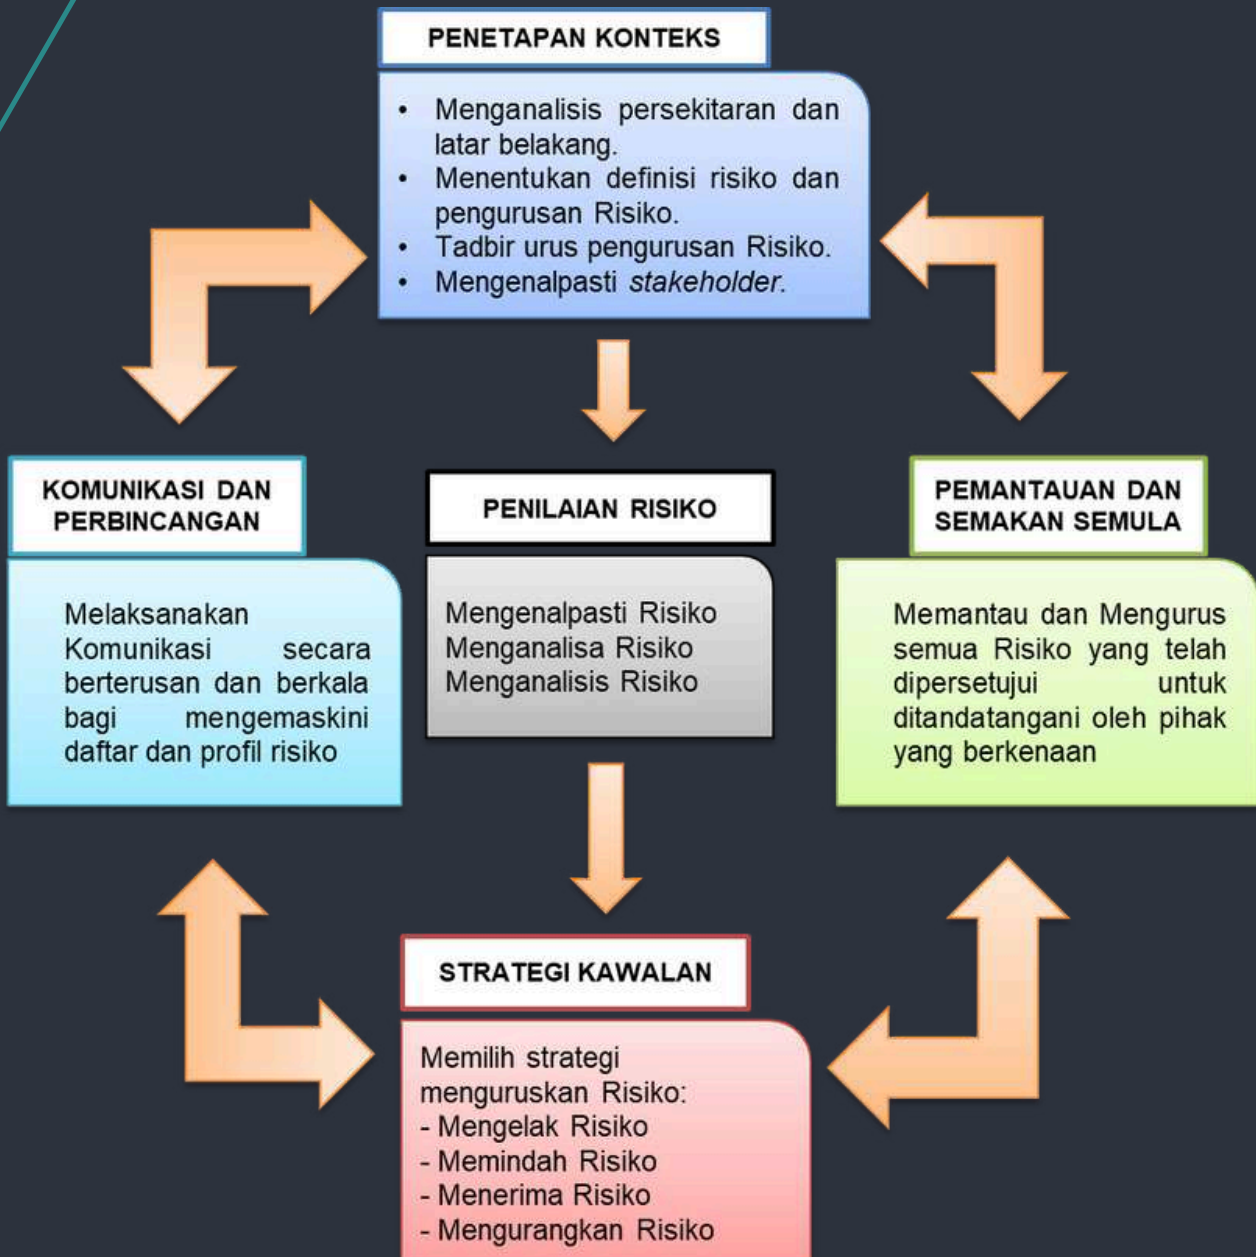 PENETAPAN KONTEKS
• Menganalisis persekitaran dan
latar belakang.
• Menentukan definisi risiko dan
pengurusan Risiko.
• Tadbir urus pengurusan Risiko.
• Mengenalpasti stakeholder.
KOMUNIKASI DAN
PERBINCANGAN
Melaksanakan
Komunikasi secara
berterusan dan berkala
bagi mengemaskini
daftar dan profil risiko
PENILAIAN RISIKO
Mengenalpasti Risiko
Menganalisa Risiko
Menganalisis Risiko
PEMANTAUAN DAN
SEMAKAN SEMULA
Memantau dan Mengurus
semua Risiko yang telah
dipersetujui untuk
ditandatangani oleh pihak
yang berkenaan
STRATEGI KAWALAN
Memilih strategi
menguruskan Risiko:
- Mengelak Risiko
- Memindah Risiko
- Menerima Risiko
- Mengurangkan Risiko